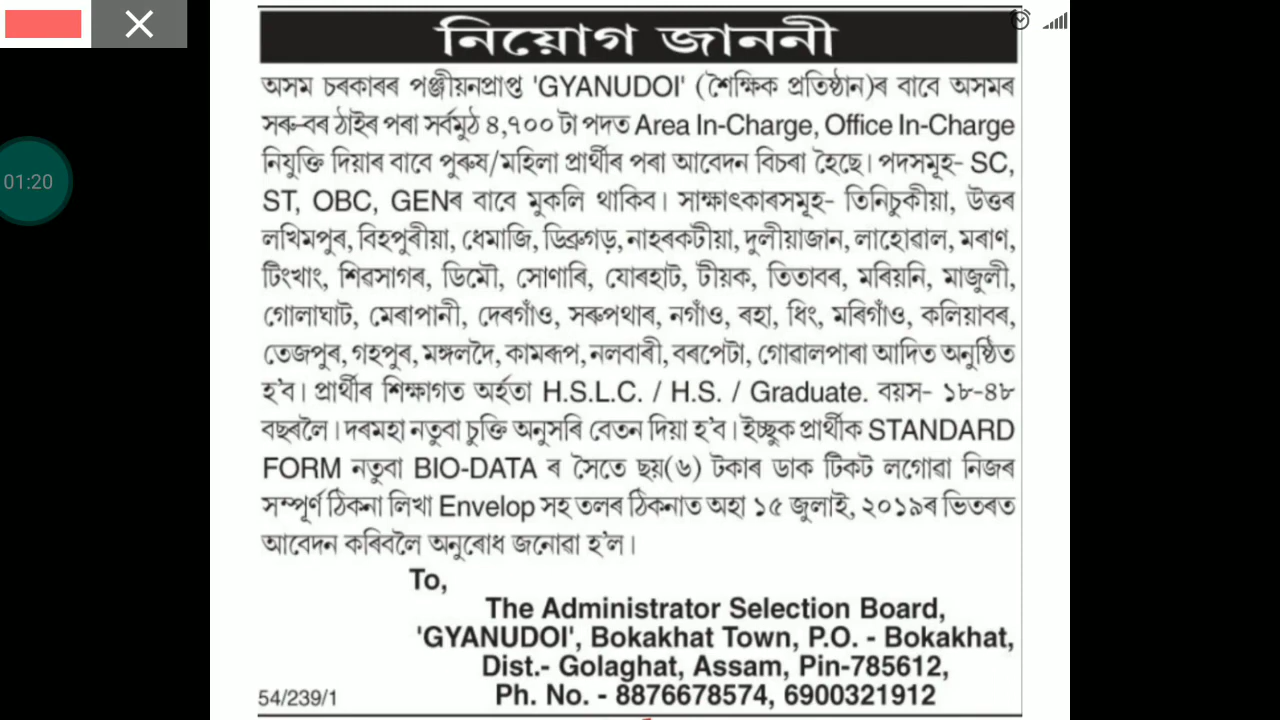 নিয়োগ জাননী
অসম চৰকাৰৰ পঞ্জীয়নপ্ৰাপ্ত 'GYANUDOI' (শৈক্ষিক প্ৰতিষ্ঠান)ৰ বাবে অসমৰ
সৰু-বৰ ঠাইৰ পৰা সৰ্বমুঠ ৪,৭০০ টা পদত Area In-Charge, Office In-Charge
নিযুক্তি দিয়াৰ বাবে পুৰুষ/মহিলা প্ৰাৰ্থীৰ পৰা আবেদন বিচৰা হৈছে। পদসমূহ- SC,
ST, OBC, GENৰ বাবে মুকলি থাকিব। সাক্ষাৎকাৰসমূহ- তিনিচুকীয়া, উত্তৰ
লখিমপুৰ, বিহপুৰীয়া, ধেমাজি, ডিব্ৰুগড়, নাহৰকটীয়া, দুলীয়াজান, লাহোৱাল, মৰাণ,
টিংখাং, শিৱসাগৰ, ডিমৌ, সোণাৰি, যোৰহাট, টীয়ক, তিতাবৰ, মৰিয়নি, মাজুলী,
গোলাঘাট, মেৰাপানী, দেৰগাঁও, সৰুপথাৰ, নগাঁও, ৰহা, ধিং, মৰিগাঁও, কলিয়াবৰ,
তেজপুৰ, গহপুৰ, মঙ্গলদৈ, কামৰূপ, নলবাৰী, বৰপেটা, গোৱালপাৰা আদিত অনুষ্ঠিত
হ'ব। প্ৰাৰ্থীৰ শিক্ষাগত অৰ্হতা H.S.L.C. / H.S. / Graduate. বয়স- ১৮-৪৮
বছৰলৈ। দৰমহা নতুবা চুক্তি অনুসৰি বেতন দিয়া হ'ব। ইচ্ছুক প্ৰাৰ্থীক STANDARD
FORM নতুবা BIO-DATA ৰ সৈতে ছয়(৬) টকাৰ ডাক টিকট লগোৱা নিজৰ
সম্পূৰ্ণ ঠিকনা লিখা Envelop সহ তলৰ ঠিকনাত অহা ১৫ জুলাই, ২০১৯ৰ ভিতৰত
আবেদন কৰিবলৈ অনুৰোধ জনোৱা হ'ল।
To,
The Administrator Selection Board,
'GYANUDOI', Bokakhat Town, P.O. - Bokakhat,
Dist.- Golaghat, Assam, Pin-785612,
Ph. No. - 8876678574, 6900321912
54/239/1
01:20